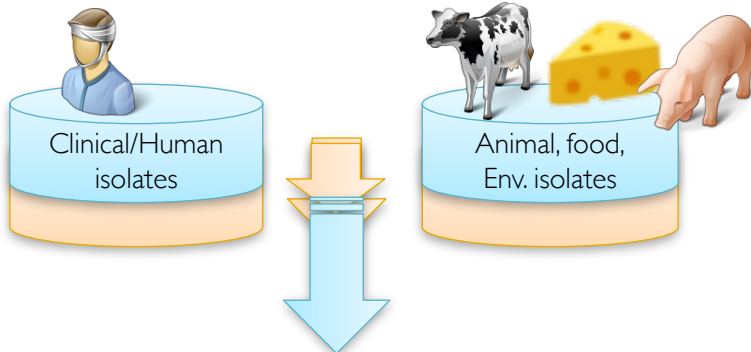 Clinical/Human
isolates
Animal, food,
Env. isolates